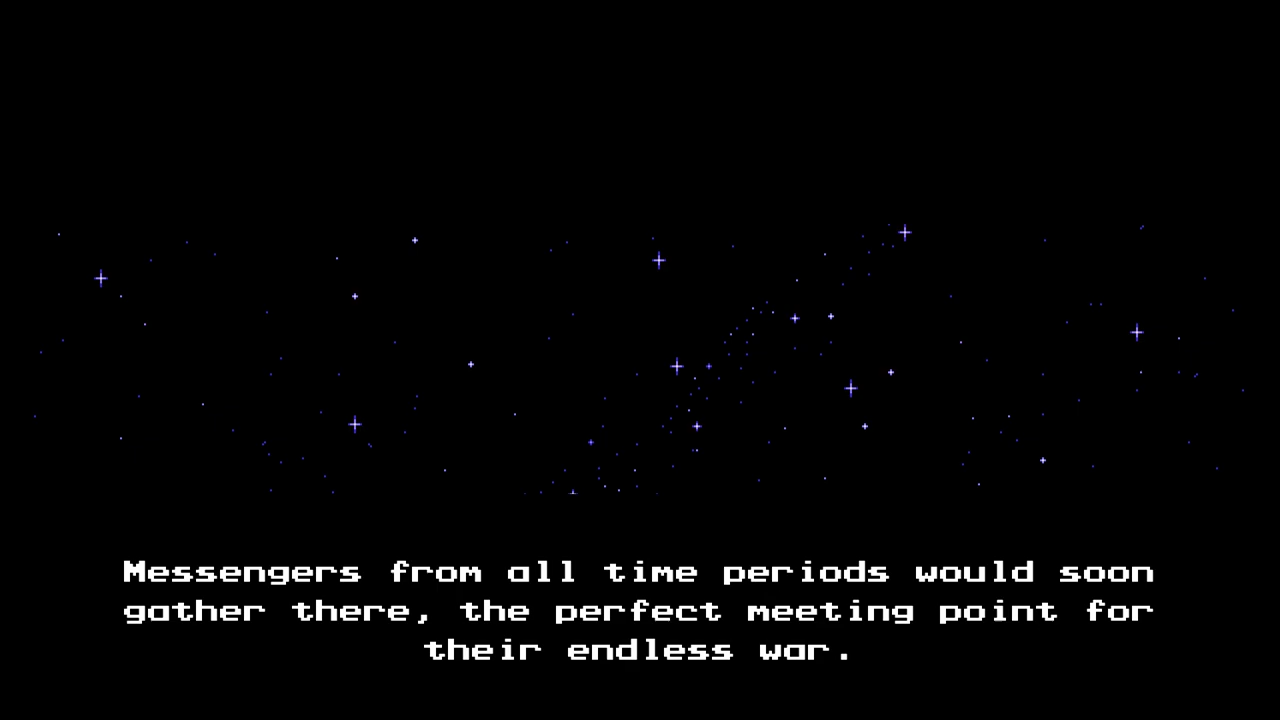 Messengers from all time periods would soon
gather there, the perfect meeting point for
their endless war.